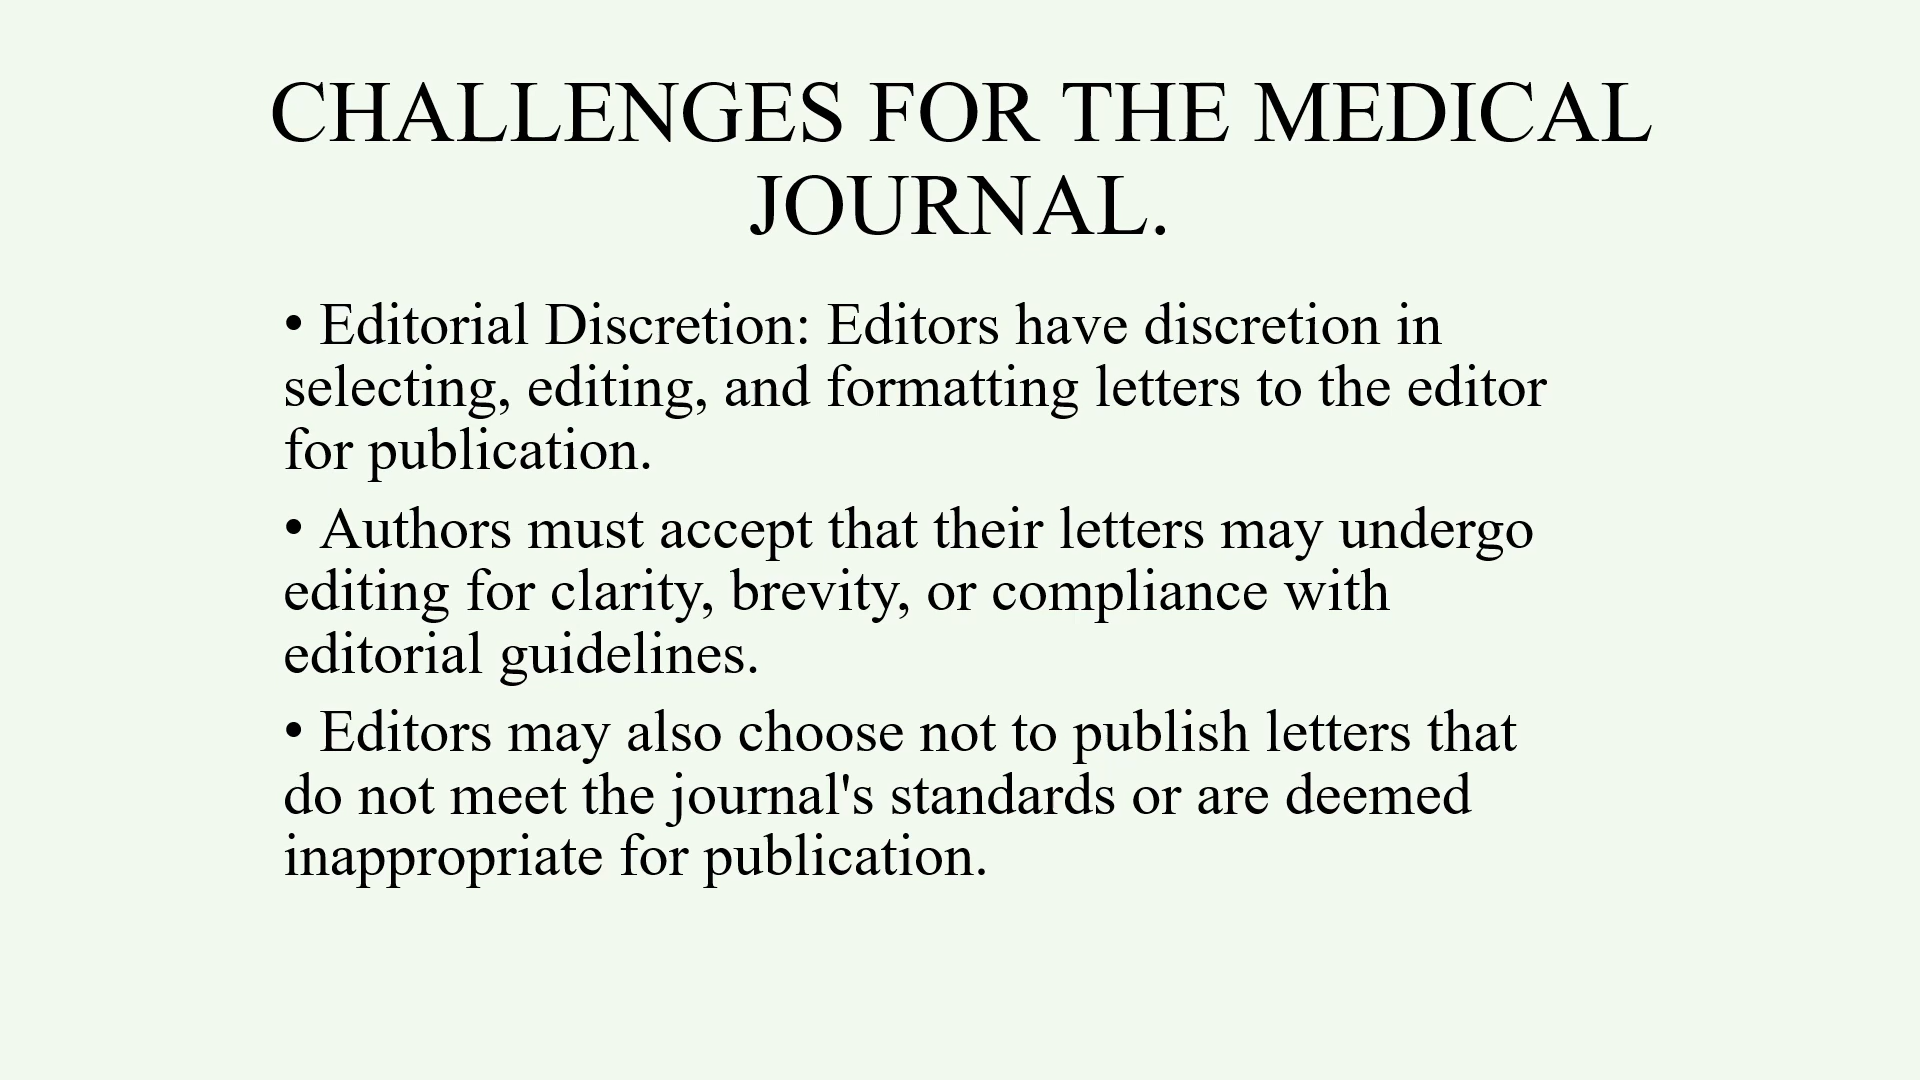 CHALLENGES FOR THE MEDICAL
JOURNAL.
• Editorial Discretion: Editors have discretion in
selecting, editing, and formatting letters to the editor
for publication.
• Authors must accept that their letters may undergo
editing for clarity, brevity, or compliance with
editorial guidelines.
• Editors may also choose not to publish letters that
do not meet the journal's standards or are deemed
inappropriate for publication.